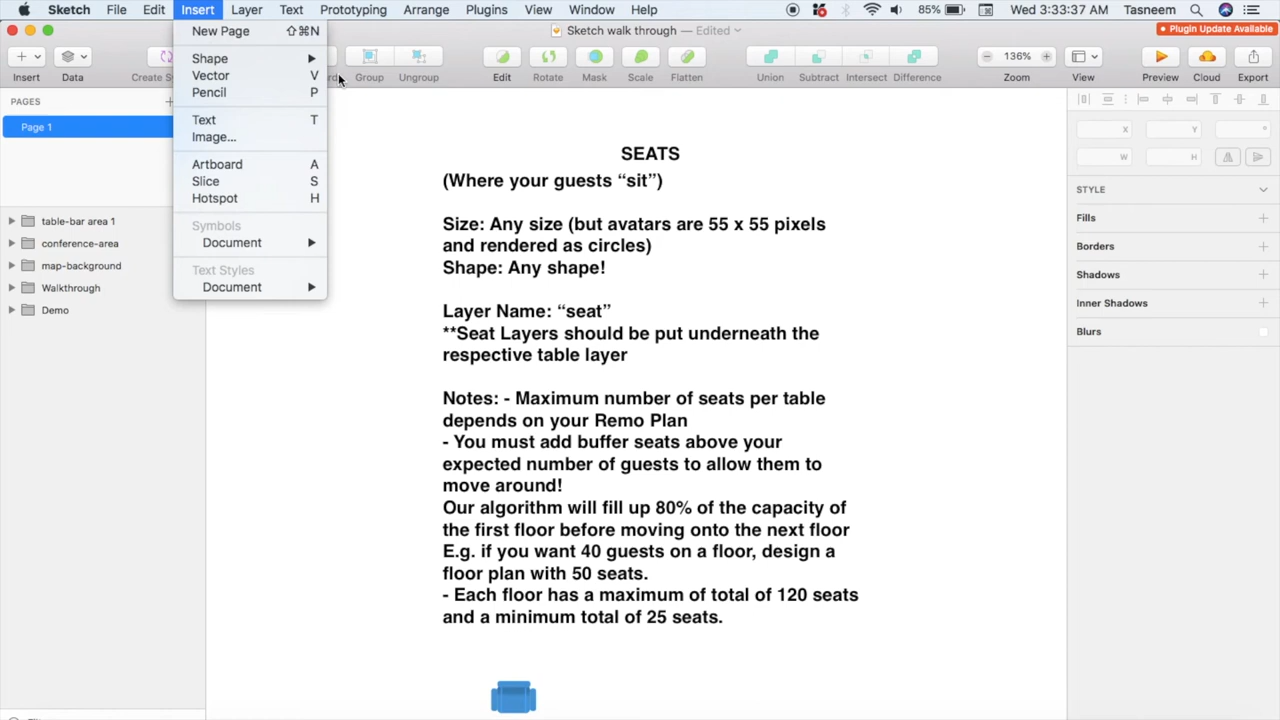 Sketch File Edit Insert Layer Text Prototyping Arrange Plugins View Window Help 85% Wed 3:33:37 AM Tasneem
Sketch walk through — Edited
Plugin Update Available
Insert Data Group Ungroup Edit Rotate Mask Scale Flatten Union Subtract Intersect Difference 136% Zoom View Preview Cloud Export
New Page ⇧⌘N
Shape
Vector V
Pencil P
Text T
Image...
Artboard A
Slice S
Hotspot H
Symbols
Document
Text Styles
Document
PAGES
Page 1
table-bar area 1
conference-area
map-background
Walkthrough
Demo
SEATS
(Where your guests “sit”)
Size: Any size (but avatars are 55 x 55 pixels
and rendered as circles)
Shape: Any shape!
Layer Name: “seat”
**Seat Layers should be put underneath the
respective table layer
Notes: - Maximum number of seats per table
depends on your Remo Plan
- You must add buffer seats above your
expected number of guests to allow them to
move around!
Our algorithm will fill up 80% of the capacity of
the first floor before moving onto the next floor
E.g. if you want 40 guests on a floor, design a
floor plan with 50 seats.
- Each floor has a maximum of total of 120 seats
and a minimum total of 25 seats.
X Y °
W H
STYLE
Fills
Borders
Shadows
Inner Shadows
Blurs